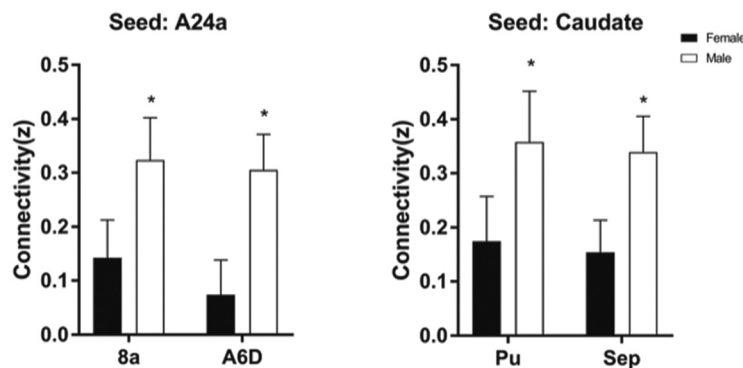 Seed: A24a
Connectivity(z)
0.5
0.4
0.3
0.2
0.1
0.0
*
*
8a
A6D
Seed: Caudate
Connectivity(z)
0.5
0.4
0.3
0.2
0.1
0.0
*
*
Pu
Sep
Female
Male